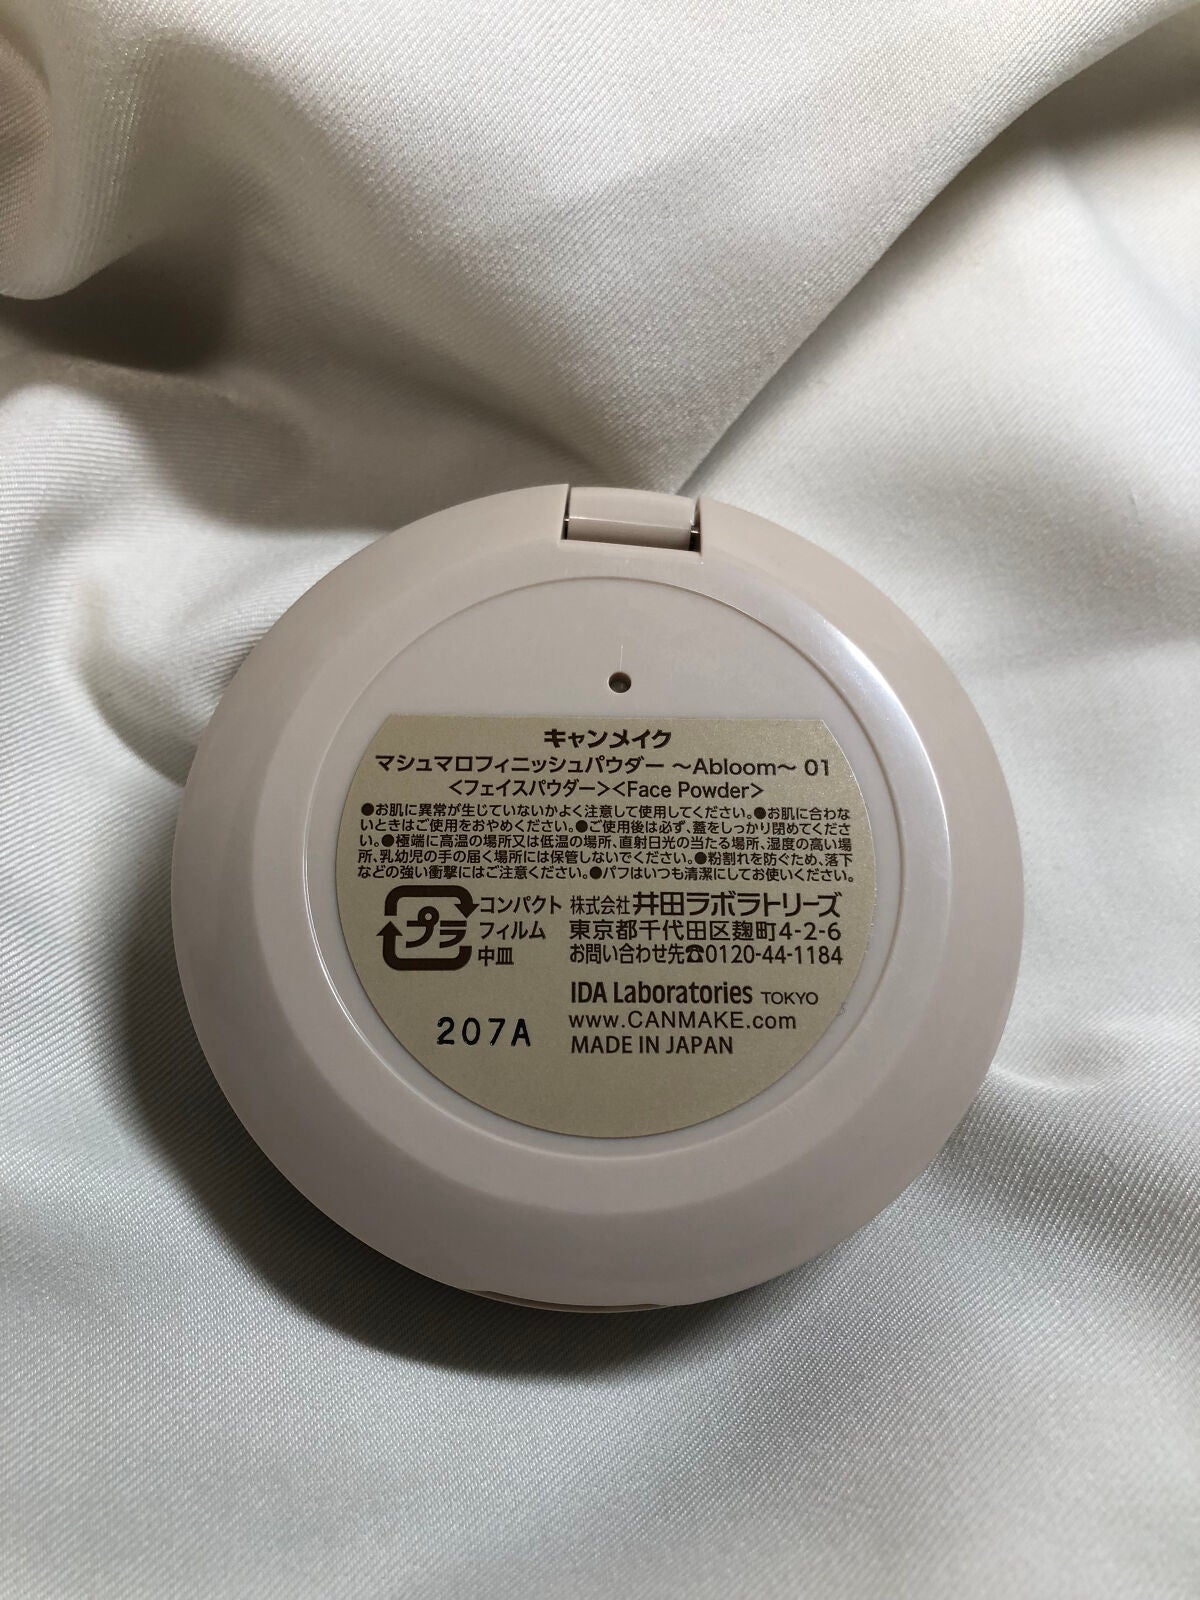 キャンメイク
マシュマロフィニッシュパウダー ～Abloom～ 01
<フェイスパウダー><Face Powder>
●お肌に異常が生じていないかよく注意して使用してください。●お肌に合わな
いときはご使用をおやめください。●ご使用後は必ず、蓋をしっかり閉めてくださ
い。●極端に高温の場所又は低温の場所、直射日光の当たる場所、湿度の高い場
所、乳幼児の手の届く場所には保管しないでください。●粉割れを防ぐため、落下
などの強い衝撃にはご注意ください。●パフはいつも清潔にしてお使いください。
プラ
コンパクト
フィルム
中皿
株式会社 井田ラボラトリーズ
東京都千代田区麹町4-2-6
お問い合わせ先☎0120-44-1184
IDA Laboratories TOKYO
www.CANMAKE.com
MADE IN JAPAN
207A